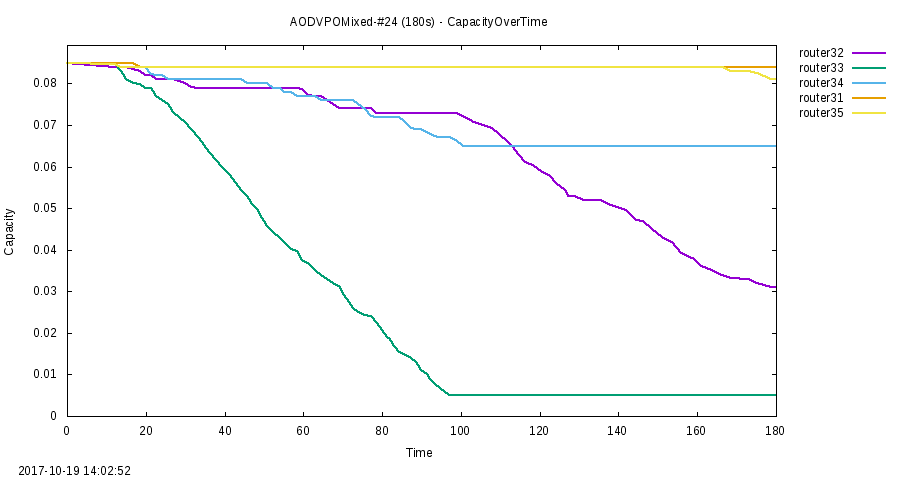 AODVPOMixed-#24 (180s) - CapacityOverTime
router32
router33
router34
router31
router35
Capacity
0.08
0.07
0.06
0.05
0.04
0.03
0.02
0.01
0
0 20 40 60 80 100 120 140 160 180
Time
2017-10-19 14:02:52